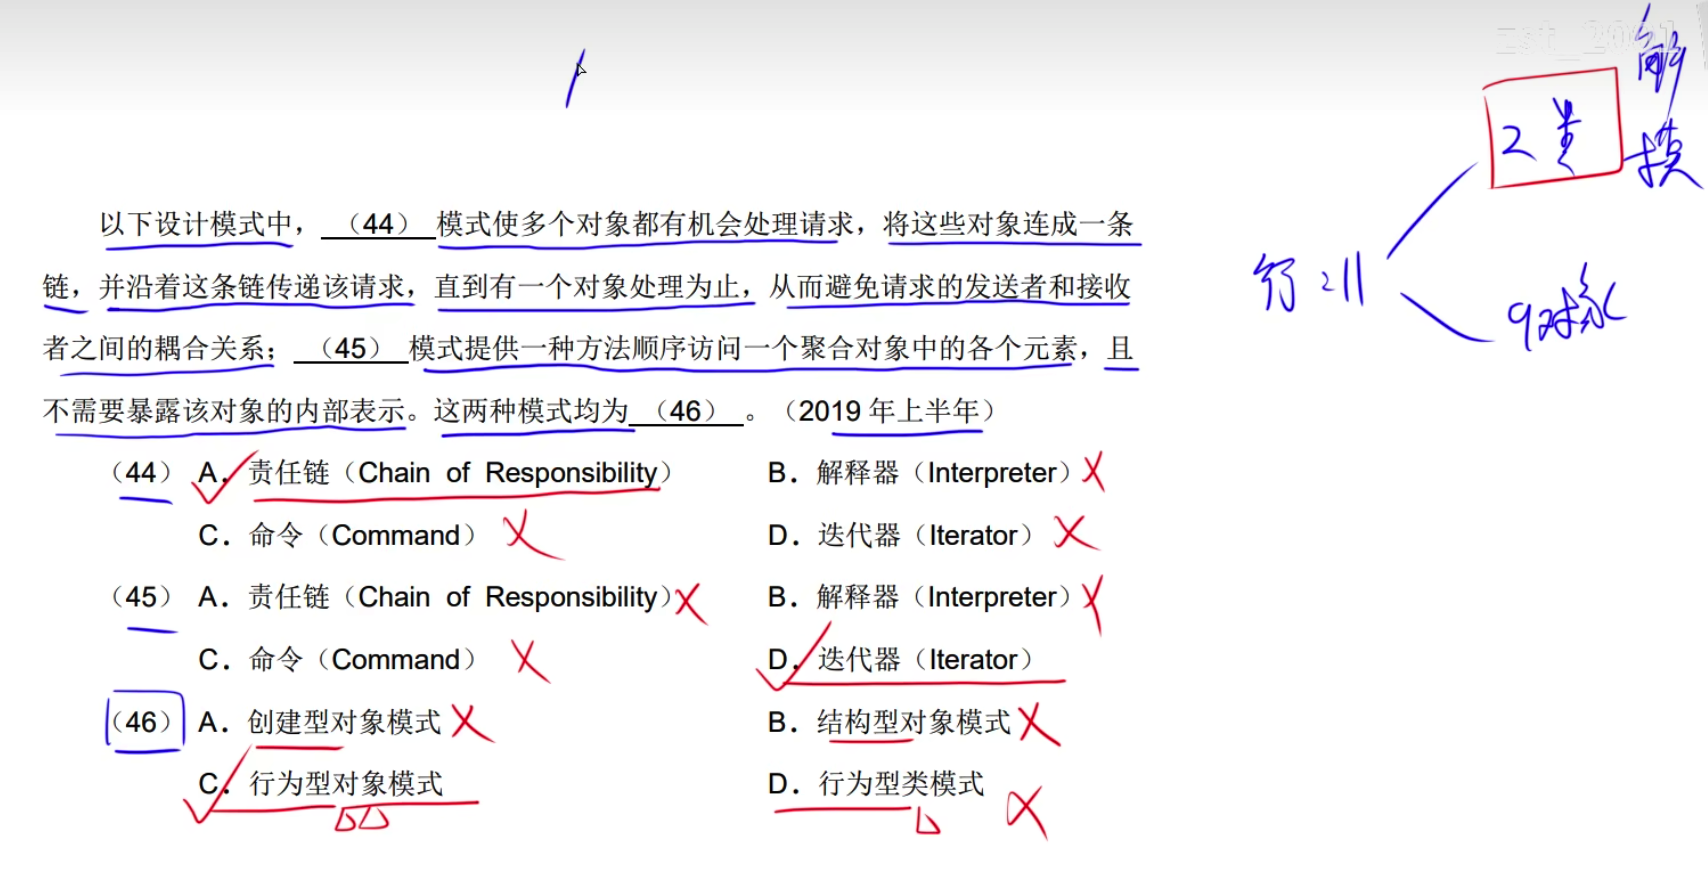 zst_2001
解
模
2类
行 11
9对象
以下设计模式中，（44）模式使多个对象都有机会处理请求，将这些对象连成一条
链，并沿着这条链传递该请求，直到有一个对象处理为止，从而避免请求的发送者和接收
者之间的耦合关系；（45）模式提供一种方法顺序访问一个聚合对象中的各个元素，且
不需要暴露该对象的内部表示。这两种模式均为（46）。（2019 年上半年）
（44） A．责任链（Chain of Responsibility） B．解释器（Interpreter）
C．命令（Command） D．迭代器（Iterator）
（45） A．责任链（Chain of Responsibility） B．解释器（Interpreter）
C．命令（Command） D．迭代器（Iterator）
（46） A．创建型对象模式 B．结构型对象模式
C．行为型对象模式 D．行为型类模式